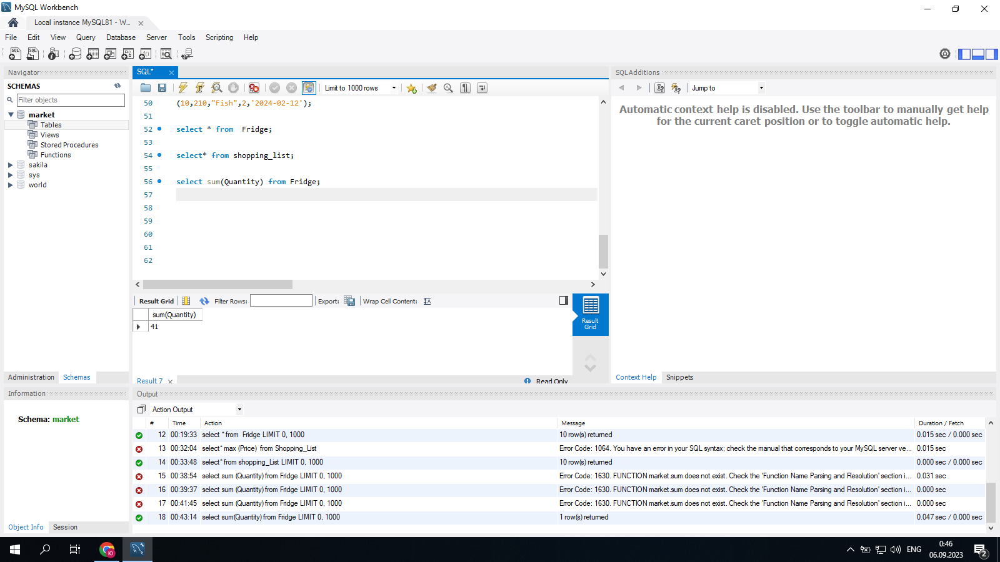 MySQL Workbench
Local instance MySQL81 - W...
File Edit View Query Database Server Tools Scripting Help
Navigator
SCHEMAS
Filter objects
market
Tables
Views
Stored Procedures
Functions
sakila
sys
world
Administration Schemas
Information
Schema: market
Object Info Session
SQL*
Limit to 1000 rows
50 (10,210,"Fish",2,'2024-02-12');
51
52 select * from  Fridge;
53
54 select* from shopping_list;
55
56 select sum(Quantity) from Fridge;
57
58
59
60
61
62
Result Grid Filter Rows: Export: Wrap Cell Content:
sum(Quantity)
41
Result Grid
Result 7 Read Only
SQLAdditions
Jump to
Automatic context help is disabled. Use the toolbar to manually get help
for the current caret position or to toggle automatic help.
Context Help Snippets
Output
Action Output
# Time Action Message Duration / Fetch
12 00:19:33 select * from  Fridge LIMIT 0, 1000 10 row(s) returned 0.015 sec / 0.000 sec
13 00:32:04 select* max (Price)  from Shopping_List Error Code: 1064. You have an error in your SQL syntax; check the manual that corresponds to your MySQL server ve... 0.015 sec
14 00:33:48 select* from shopping_List LIMIT 0, 1000 10 row(s) returned 0.000 sec / 0.000 sec
15 00:38:54 select sum (Quantity) from Fridge LIMIT 0, 1000 Error Code: 1630. FUNCTION market.sum does not exist. Check the 'Function Name Parsing and Resolution' section i... 0.031 sec
16 00:39:37 select sum (Quantity) from Fridge LIMIT 0, 1000 Error Code: 1630. FUNCTION market.sum does not exist. Check the 'Function Name Parsing and Resolution' section i... 0.000 sec
17 00:41:45 select sum (Quantity) from Fridge LIMIT 0, 1000 Error Code: 1630. FUNCTION market.sum does not exist. Check the 'Function Name Parsing and Resolution' section i... 0.000 sec
18 00:43:14 select sum(Quantity) from Fridge LIMIT 0, 1000 1 row(s) returned 0.047 sec / 0.000 sec
ENG
0:46
06.09.2023
2